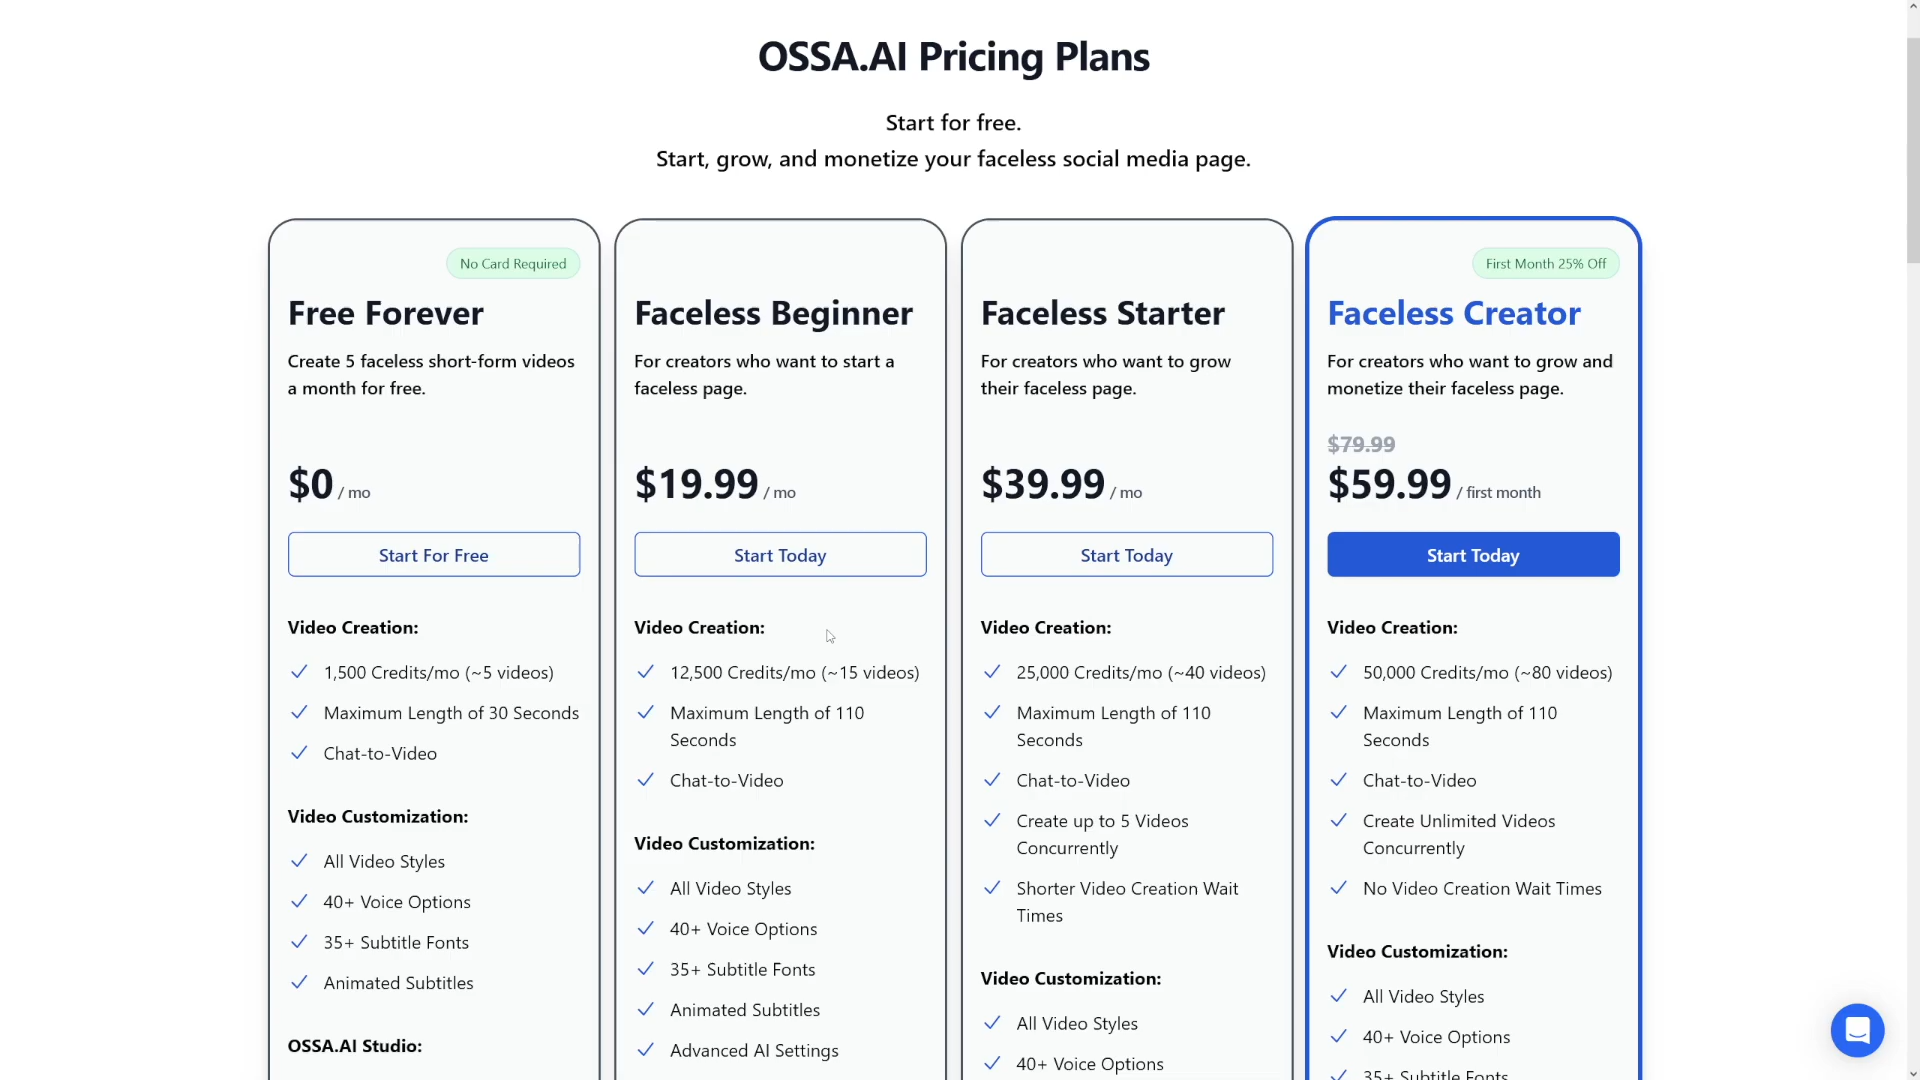 OSSA.AI Pricing Plans
Start for free.
Start, grow, and monetize your faceless social media page.
No Card Required
Free Forever
Create 5 faceless short-form videos
a month for free.
$0 / mo
Start For Free
Video Creation:
1,500 Credits/mo (~5 videos)
Maximum Length of 30 Seconds
Chat-to-Video
Video Customization:
All Video Styles
40+ Voice Options
35+ Subtitle Fonts
Animated Subtitles
OSSA.AI Studio:
Faceless Beginner
For creators who want to start a
faceless page.
$19.99 / mo
Start Today
Video Creation:
12,500 Credits/mo (~15 videos)
Maximum Length of 110
Seconds
Chat-to-Video
Video Customization:
All Video Styles
40+ Voice Options
35+ Subtitle Fonts
Animated Subtitles
Advanced AI Settings
Faceless Starter
For creators who want to grow
their faceless page.
$39.99 / mo
Start Today
Video Creation:
25,000 Credits/mo (~40 videos)
Maximum Length of 110
Seconds
Chat-to-Video
Create up to 5 Videos
Concurrently
Shorter Video Creation Wait
Times
Video Customization:
All Video Styles
40+ Voice Options
First Month 25% Off
Faceless Creator
For creators who want to grow and
monetize their faceless page.
$79.99
$59.99 / first month
Start Today
Video Creation:
50,000 Credits/mo (~80 videos)
Maximum Length of 110
Seconds
Chat-to-Video
Create Unlimited Videos
Concurrently
No Video Creation Wait Times
Video Customization:
All Video Styles
40+ Voice Options
35+ Subtitle Fonts